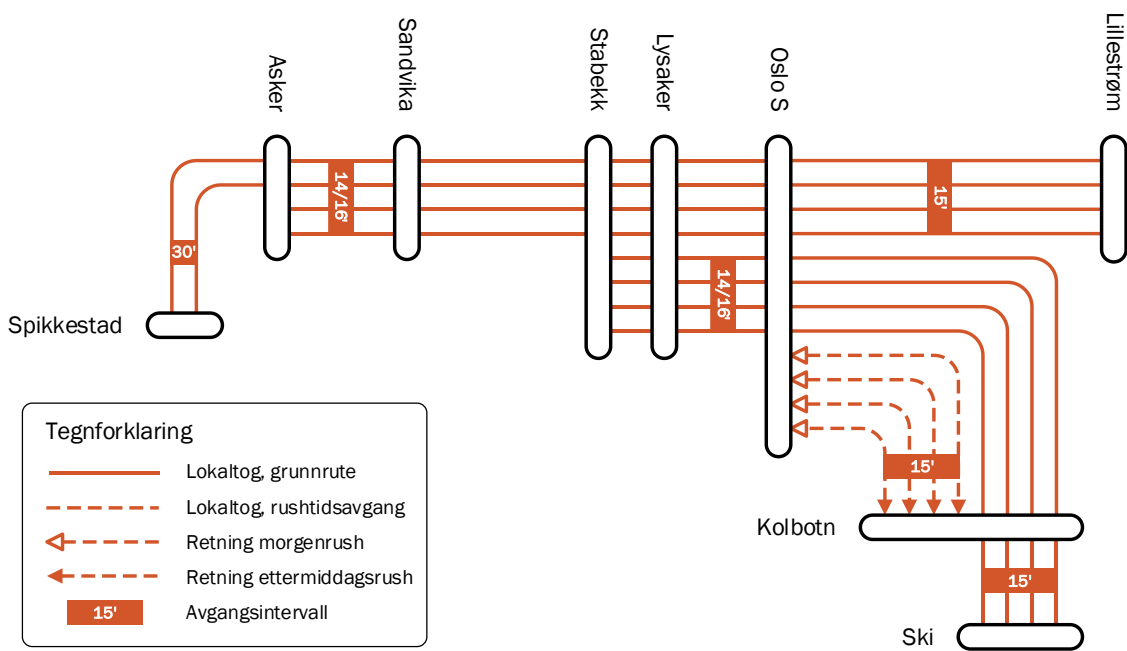 Asker
Sandvika
Stabekk
Lysaker
Oslo S
Lillestrøm
14/16'
15'
30'
14/16'
Spikkestad
15'
Kolbotn
15'
Ski
Tegnforklaring
Lokaltog, grunnrute
Lokaltog, rushtidsavgang
Retning morgenrush
Retning ettermiddagsrush
15' Avgangsintervall